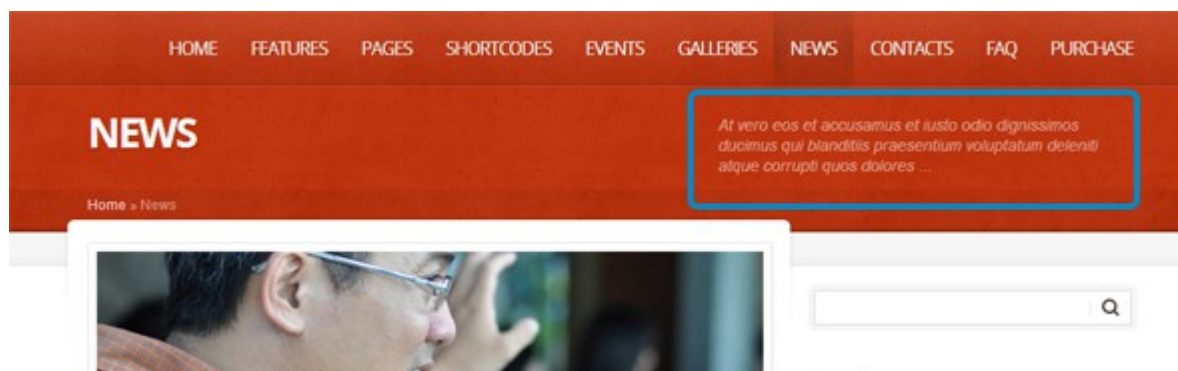 HOME FEATURES PAGES SHORTCODES EVENTS GALLERIES NEWS CONTACTS FAQ PURCHASE
NEWS
At vero eos et accusamus et iusto odio dignissimos
ducimus qui blanditiis praesentium voluptatum deleniti
atque corrupti quos dolores ...
Home » News